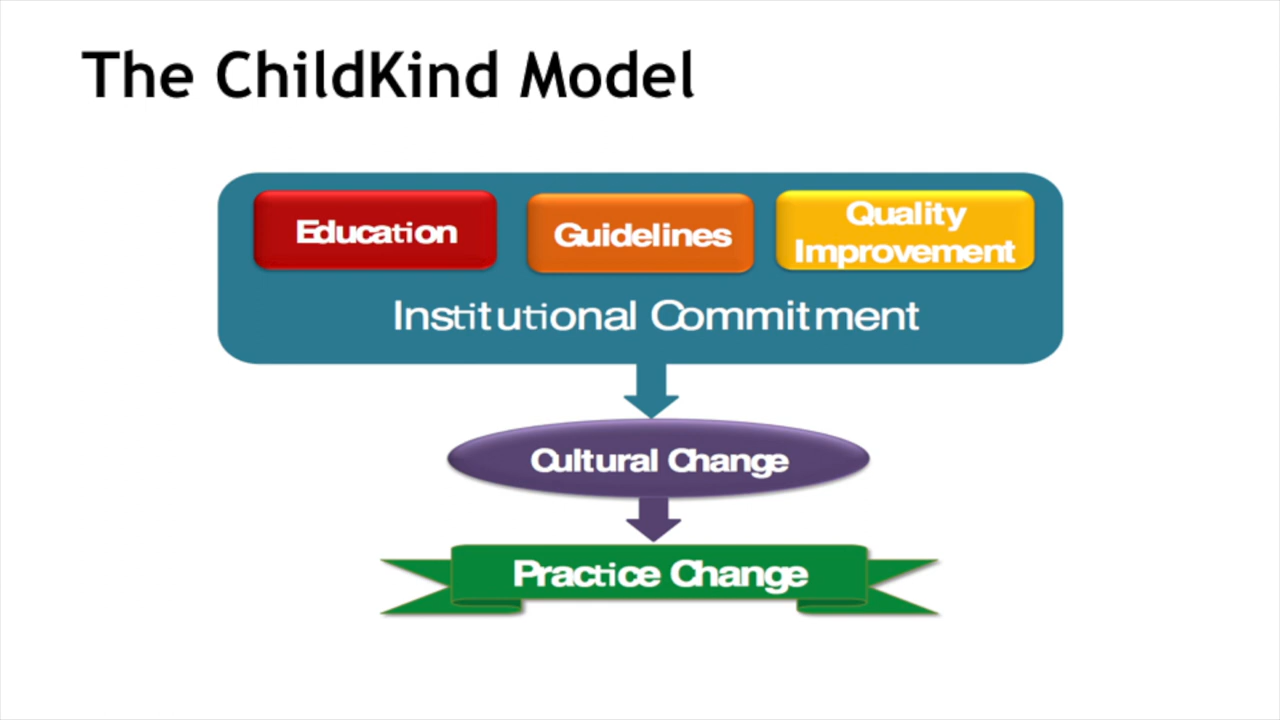 The ChildKind Model
Education
Guidelines
Quality
Improvement
Institutional Commitment
Cultural Change
Practice Change